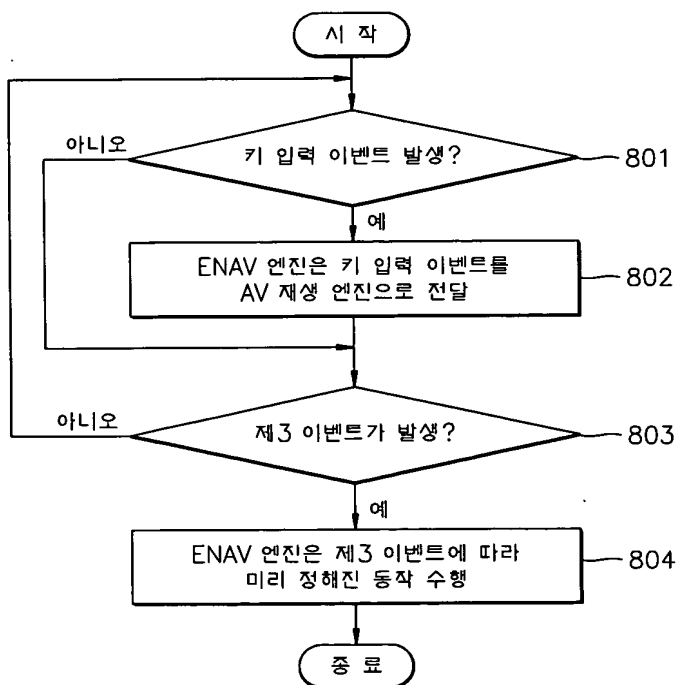 시 작
아니오
키 입력 이벤트 발생?
801
예
ENAV 엔진은 키 입력 이벤트를
AV 재생 엔진으로 전달
802
아니오
제3 이벤트가 발생?
803
예
ENAV 엔진은 제3 이벤트에 따라
미리 정해진 동작 수행
804
종 료